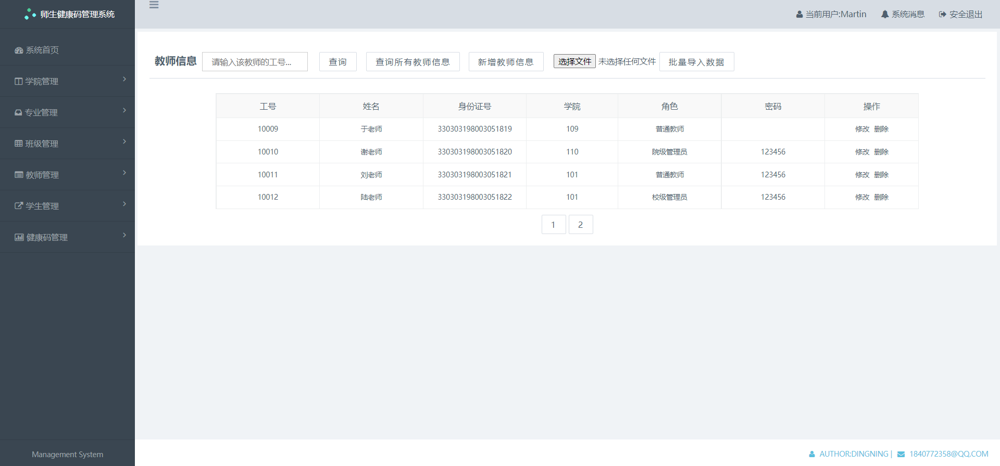 师生健康码管理系统
当前用户:Martin 系统消息 安全退出
系统首页
学院管理
专业管理
班级管理
教师管理
学生管理
健康码管理
Management System
教师信息 请输入该教师的工号... 查询 查询所有教师信息 新增教师信息 选择文件 未选择任何文件 批量导入数据
工号 姓名 身份证号 学院 角色 密码 操作
10009 于老师 330303198003051819 109 普通教师 修改 删除
10010 谢老师 330303198003051820 110 院级管理员 123456 修改 删除
10011 刘老师 330303198003051821 101 普通教师 123456 修改 删除
10012 陆老师 330303198003051822 101 校级管理员 123456 修改 删除
1 2
AUTHOR:DINGNING | 1840772358@QQ.COM